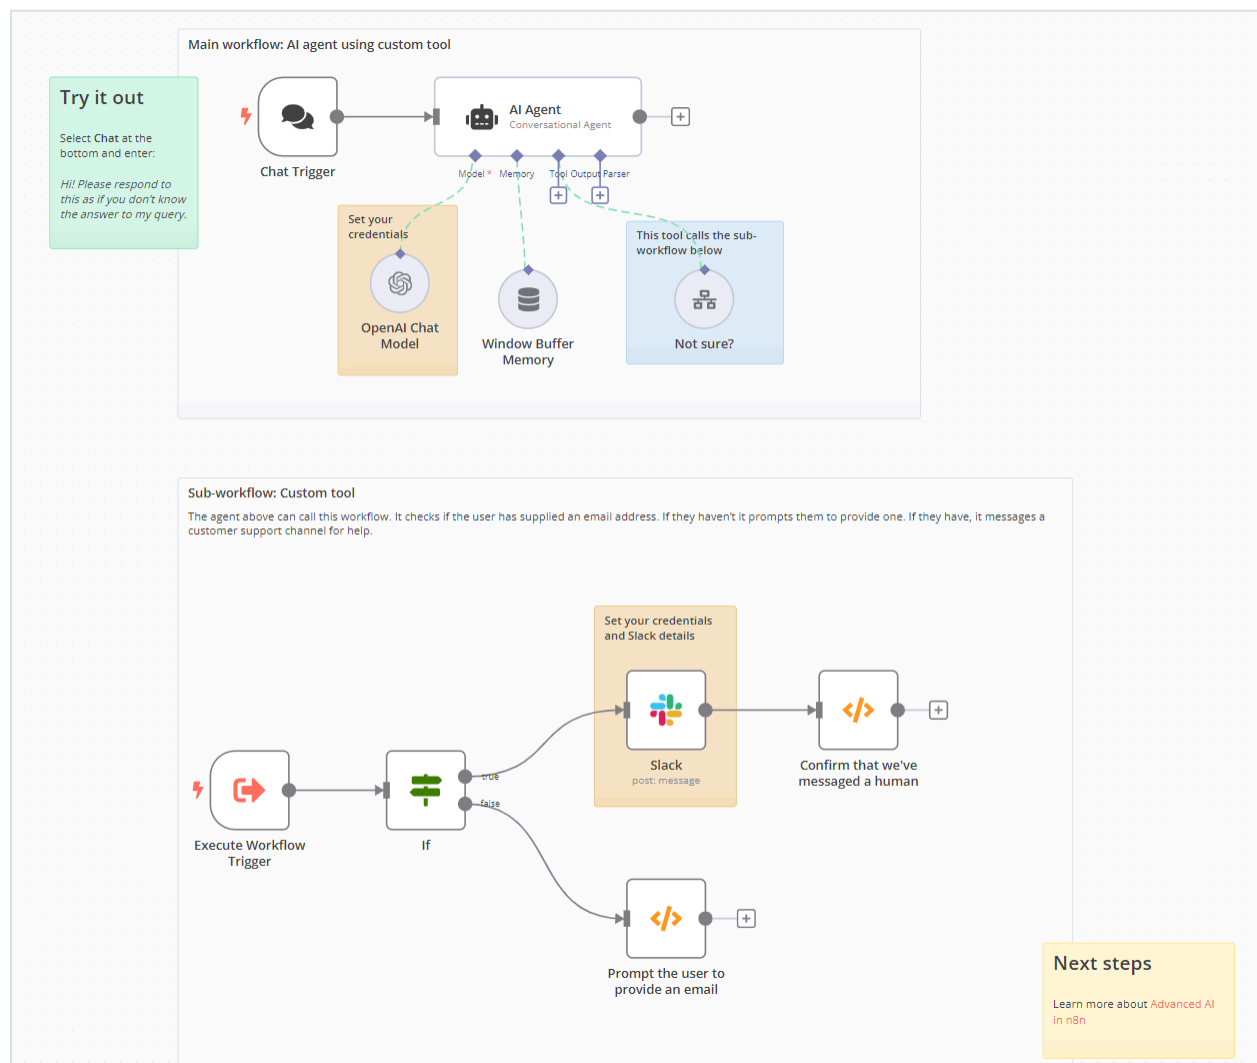 Main workflow: AI agent using custom tool
Try it out
Select Chat at the
bottom and enter:
Hi! Please respond to
this as if you don't know
the answer to my query.
Chat Trigger
AI Agent
Conversational Agent
Model *
Memory
Tool
Output Parser
Set your
credentials
OpenAI Chat
Model
Window Buffer
Memory
This tool calls the sub-
workflow below
Not sure?
Sub-workflow: Custom tool
The agent above can call this workflow. It checks if the user has supplied an email address. If they haven't it prompts them to provide one. If they have, it messages a
customer support channel for help.
Execute Workflow
Trigger
If
true
false
Set your credentials
and Slack details
Slack
post: message
Confirm that we've
messaged a human
Prompt the user to
provide an email
Next steps
Learn more about Advanced AI
in n8n